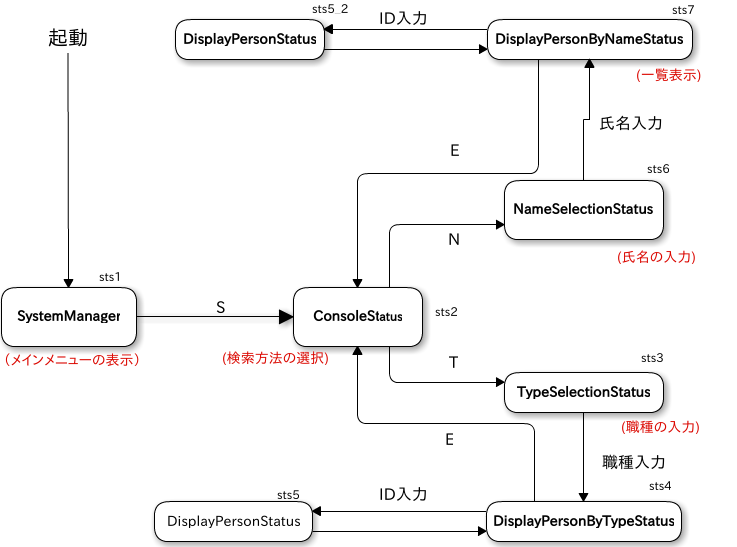 sts5_2
ID入力
sts7
起動
DisplayPersonStatus
DisplayPersonByNameStatus
(一覧表示)
氏名入力
E
sts6
NameSelectionStatus
N
(氏名の入力)
sts1
S
SystemManager
ConsoleStatus
sts2
(メインメニューの表示)
(検索方法の選択)
T
sts3
TypeSelectionStatus
(職種の入力)
E
職種入力
sts4
sts5
ID入力
DisplayPersonStatus
DisplayPersonByTypeStatus